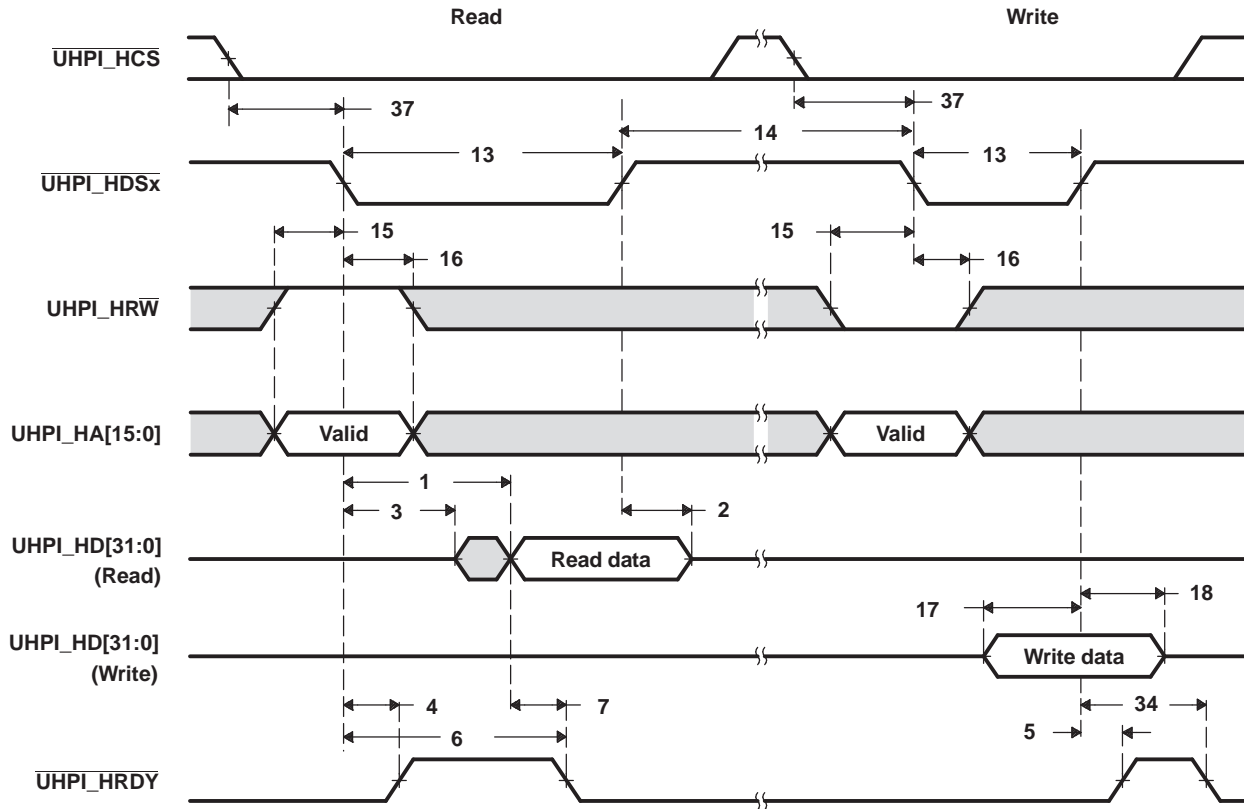 Read Write
UHPI_HCS
37 37
14
13 13
UHPI_HDSx
15 15
16 16
UHPI_HRW
UHPI_HA[15:0] Valid Valid
1
3 2
UHPI_HD[31:0]
(Read)
Read data
17 18
UHPI_HD[31:0]
(Write)
Write data
4 7 34
6 5
UHPI_HRDY